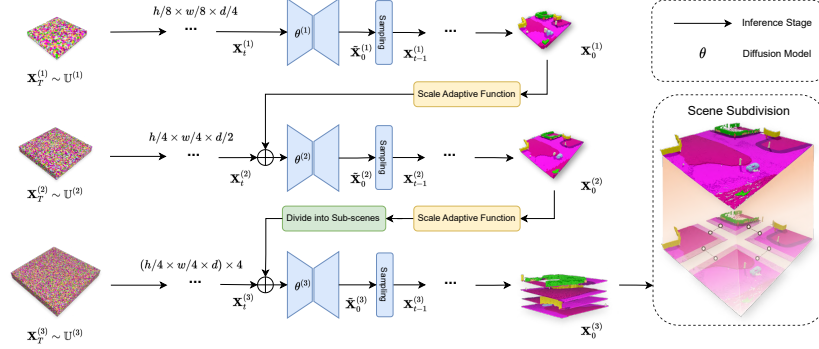 h/8 × w/8 × d/4
...
X_t^{(1)}
θ^{(1)}
X̃_0^{(1)}
Sampling
X_{t-1}^{(1)}
...
X_0^{(1)}
X_T^{(1)} ∼ 𝕌^{(1)}
Inference Stage
θ
Diffusion Model
Scale Adaptive Function
h/4 × w/4 × d/2
...
X_t^{(2)}
θ^{(2)}
X̃_0^{(2)}
Sampling
X_{t-1}^{(2)}
...
X_0^{(2)}
X_T^{(2)} ∼ 𝕌^{(2)}
Scene Subdivision
Divide into Sub-scenes
Scale Adaptive Function
(h/4 × w/4 × d) × 4
...
X_t^{(3)}
θ^{(3)}
X̃_0^{(3)}
Sampling
X_{t-1}^{(3)}
...
X_0^{(3)}
X_T^{(3)} ∼ 𝕌^{(3)}